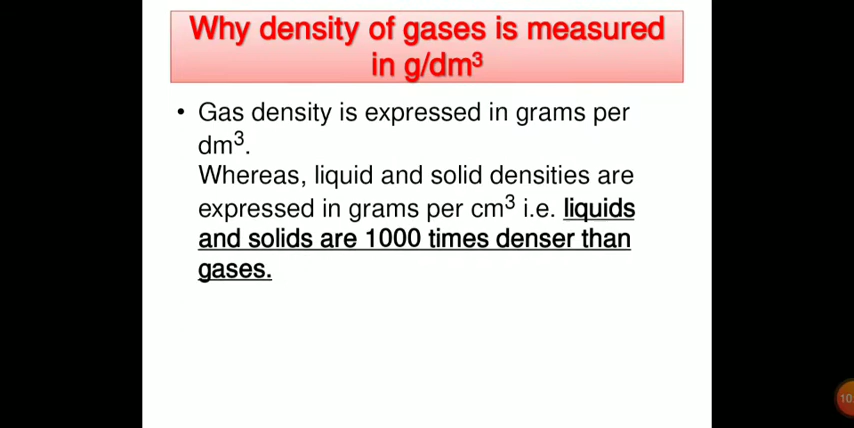 Why density of gases is measured
in g/dm³
• Gas density is expressed in grams per
dm³.
Whereas, liquid and solid densities are
expressed in grams per cm³ i.e. liquids
and solids are 1000 times denser than
gases.
10